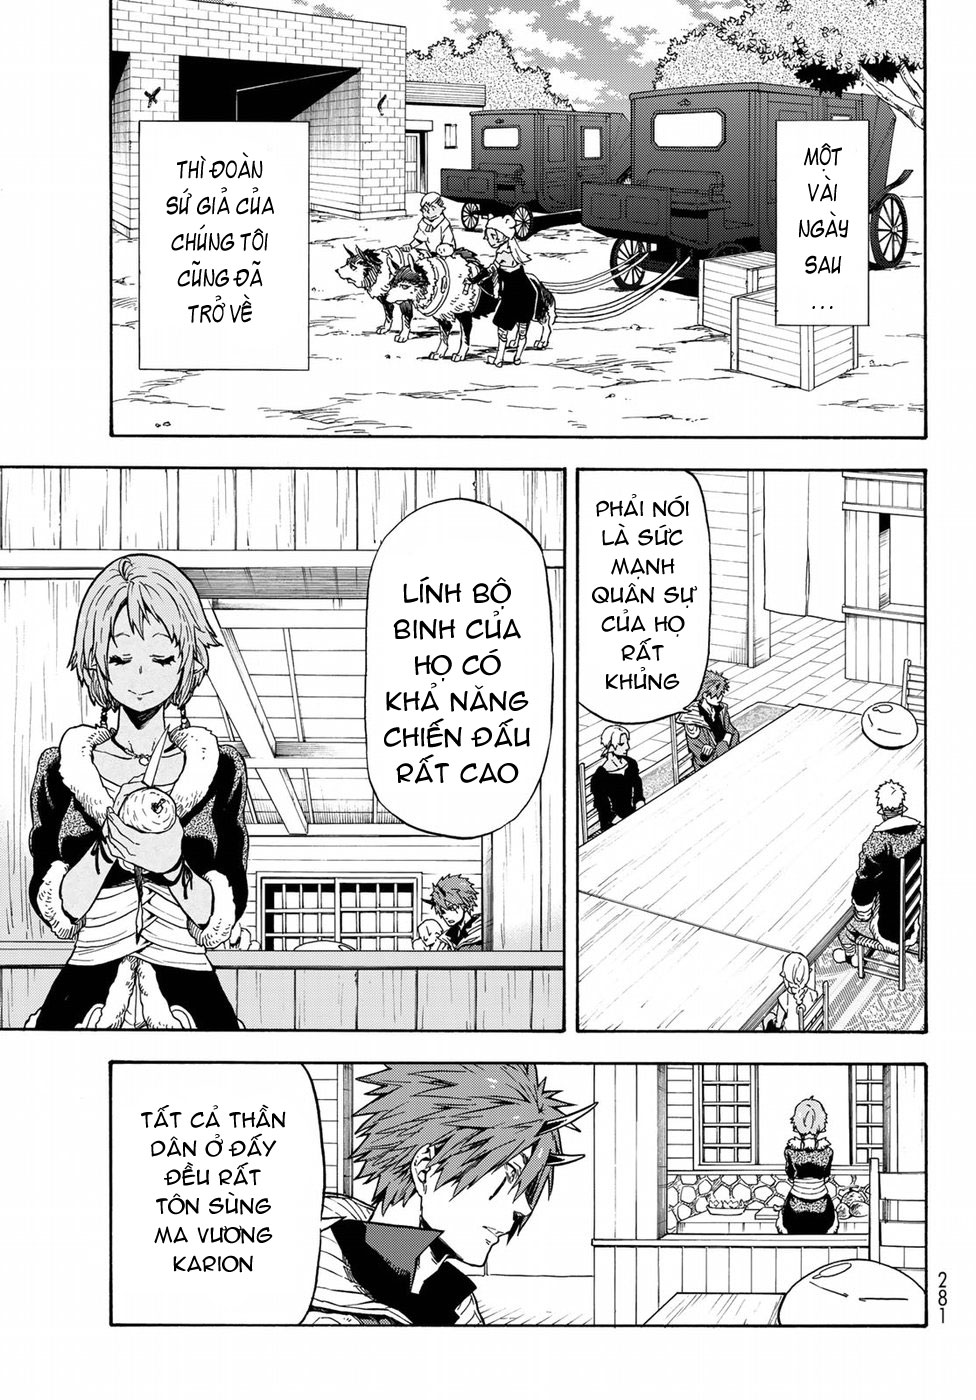 MỘT
VÀI
NGÀY
SAU
...
THÌ ĐOÀN
SỨ GIẢ CỦA
CHÚNG TÔI
CŨNG ĐÃ
TRỞ VỀ
PHẢI NÓI
LÀ SỨC
MẠNH
QUÂN SỰ
CỦA HỌ
RẤT
KHỦNG
LÍNH BỘ
BINH CỦA
HỌ CÓ
KHẢ NĂNG
CHIẾN ĐẤU
RẤT CAO
TẤT CẢ THẦN
DÂN Ở ĐẤY
ĐỀU RẤT
TÔN SÙNG
MA VƯƠNG
KARION
281